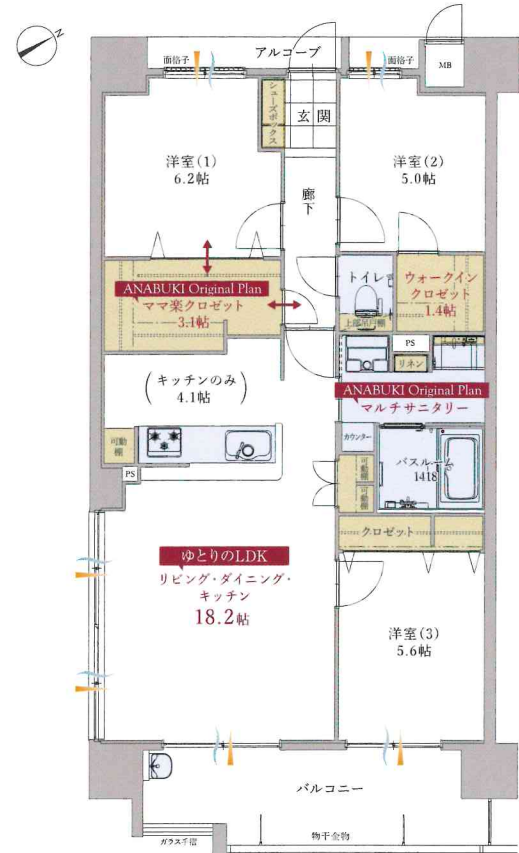 N
アルコーブ
面格子
面格子
MB
シューズボックス
玄関
洋室(1)
6.2帖
洋室(2)
5.0帖
廊下
ANABUKI Original Plan
ママ楽クロゼット
3.1帖
トイレ
上部吊戸棚
ウォークイン
クロゼット
1.4帖
PS
リネン
(キッチンのみ)
4.1帖
ANABUKI Original Plan
マルチサニタリー
可動棚
カウンター
PS
可動棚
可動棚
バスルーム
1418
クロゼット
ゆとりのLDK
リビング・ダイニング・
キッチン
18.2帖
洋室(3)
5.6帖
バルコニー
ガラス手摺
物干金物